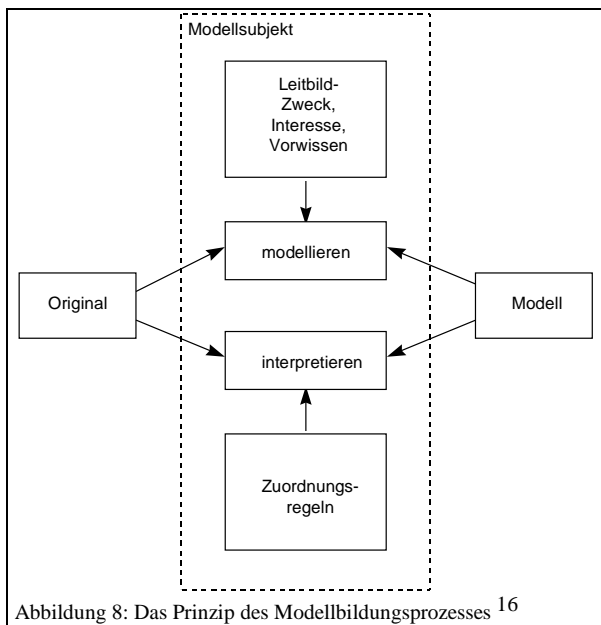 Modellsubjekt
Leitbild-
Zweck,
Interesse,
Vorwissen
modellieren
Original
Modell
interpretieren
Zuordnungs-
regeln
Abbildung 8: Das Prinzip des Modellbildungsprozesses 16